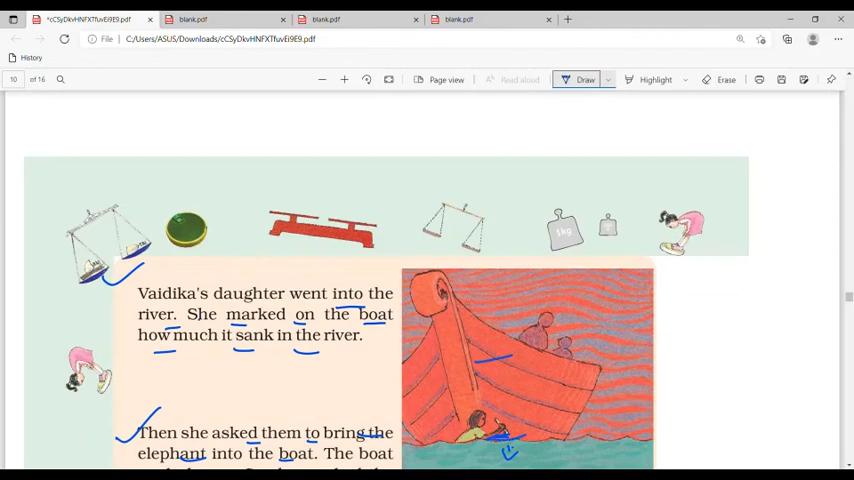 *cCSyDkvHNFXTfuvEi9E9.pdf
blank.pdf
blank.pdf
blank.pdf
File
C:/Users/ASUS/Downloads/cCSyDkvHNFXTfuvEi9E9.pdf
History
10 of 16
Page view
Read aloud
Draw
Highlight
Erase
1kg
Vaidika's daughter went into the
river. She marked on the boat
how much it sank in the river.
Then she asked them to bring the
elephant into the boat. The boat